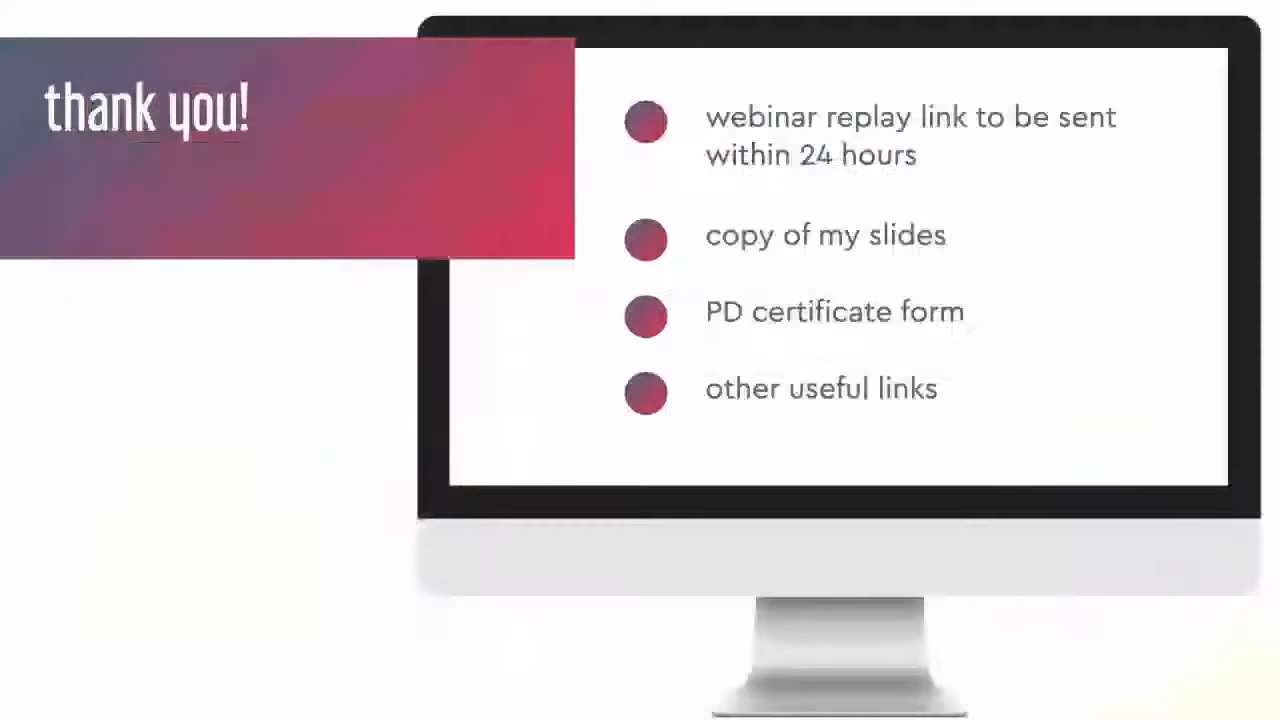 thank you!
webinar replay link to be sent
within 24 hours
copy of my slides
PD certificate form
other useful links